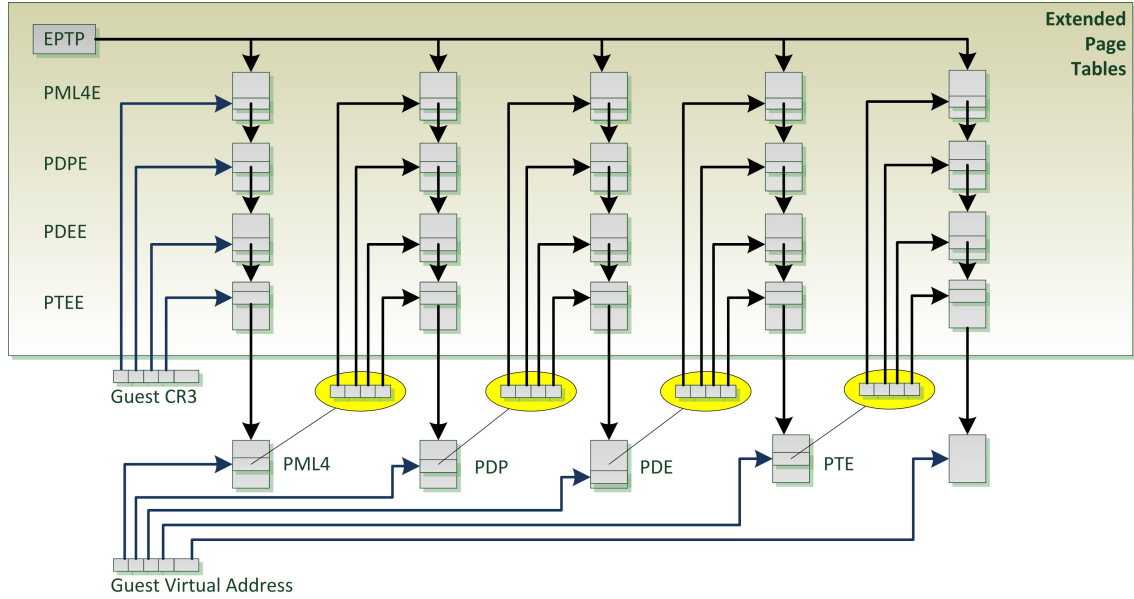 Extended
Page
Tables
EPTP
PML4E
PDPE
PDEE
PTEE
Guest CR3
PML4
PDP
PDE
PTE
Guest Virtual Address